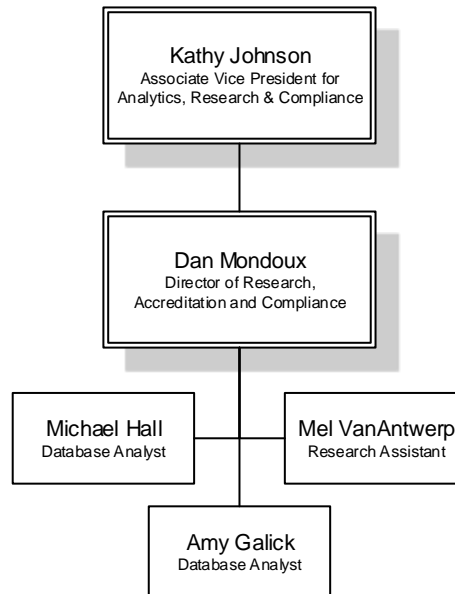 Kathy Johnson
Associate Vice President for
Analytics, Research & Compliance
Dan Mondoux
Director of Research,
Accreditation and Compliance
Michael Hall
Database Analyst
Mel VanAntwerp
Research Assistant
Amy Galick
Database Analyst